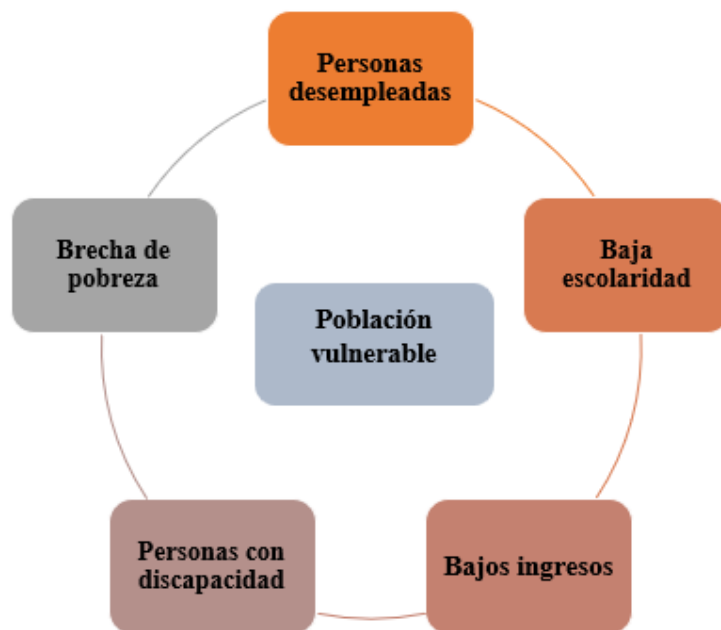 Personas
desempleadas
Baja
escolaridad
Bajos ingresos
Personas con
discapacidad
Brecha de
pobreza
Población
vulnerable